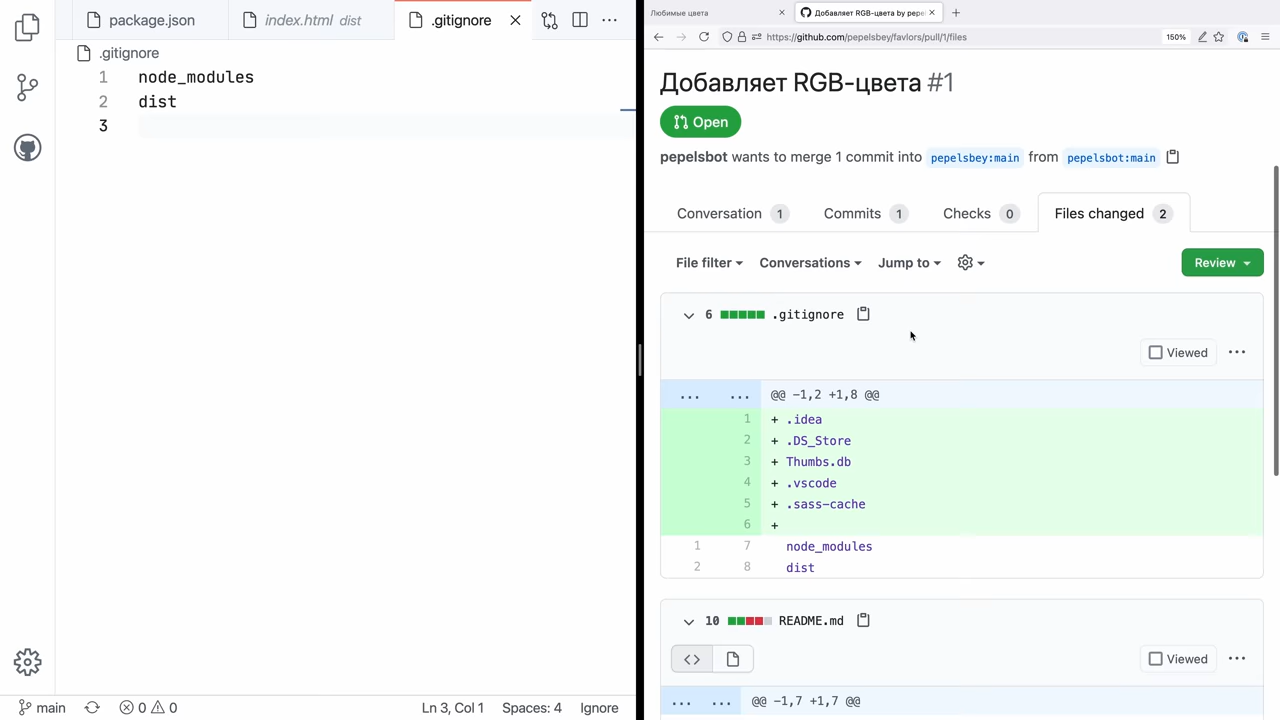 package.json
index.html dist
.gitignore
.gitignore
1 node_modules
2 dist
3
main
0 0
Ln 3, Col 1
Spaces: 4
Ignore
Любимые цвета
Добавляет RGB-цвета by pepel
https://github.com/pepelsbey/favlors/pull/1/files
150%
Добавляет RGB-цвета #1
Open
pepelsbot wants to merge 1 commit into pepelsbey:main from pepelsbot:main
Conversation 1
Commits 1
Checks 0
Files changed 2
File filter
Conversations
Jump to
Review
6 .gitignore
Viewed
... ... @@ -1,2 +1,8 @@
1 + .idea
2 + .DS_Store
3 + Thumbs.db
4 + .vscode
5 + .sass-cache
6 +
1 7 node_modules
2 8 dist
10 README.md
Viewed
... ... @@ -1,7 +1,7 @@